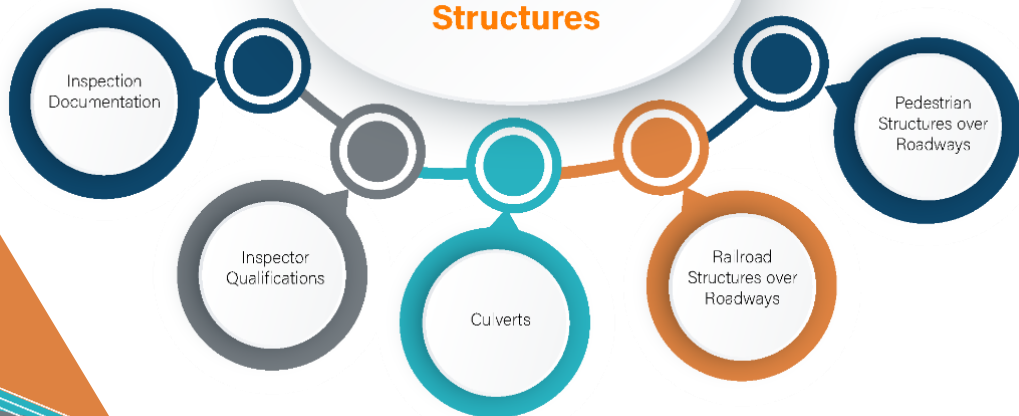 Structures
Inspection
Documentation
Inspector
Qualifications
Culverts
Railroad
Structures over
Roadways
Pedestrian
Structures over
Roadways